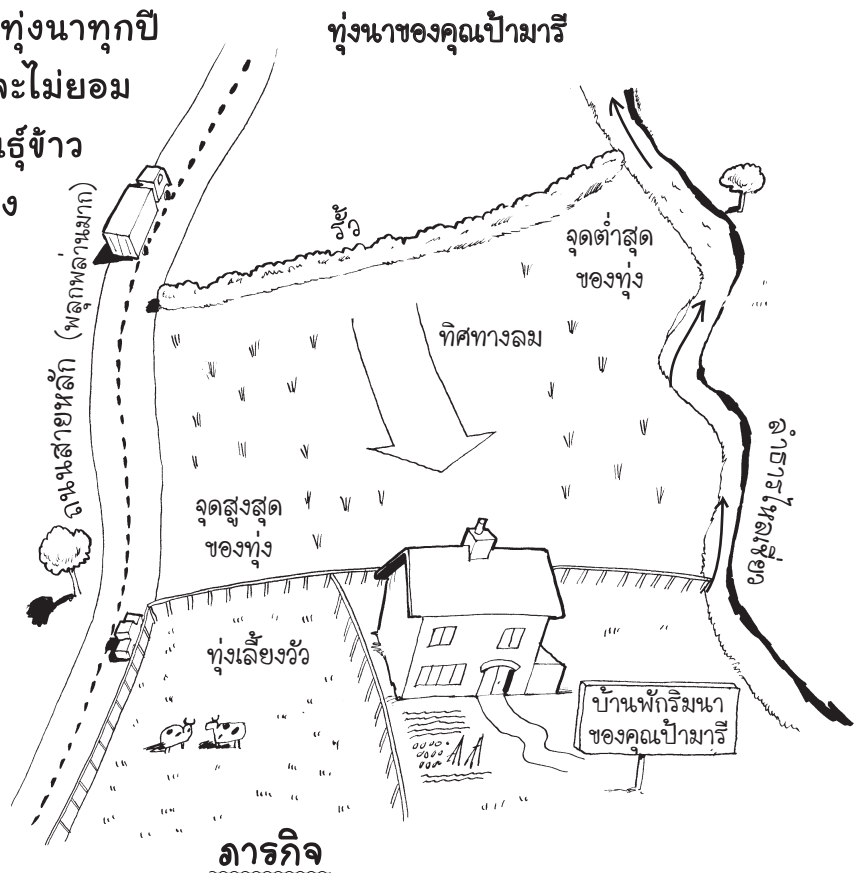 ทุ่งนาทุกปี
จะไม่ยอม
ข้าว
ทุ่งนาของคุณป้ามารี
ถนนสายหลัก (พลุกพล่านมาก)
รั้ว
จุดต่ำสุด
ของทุ่ง
ทิศทางลม
ลำธารไหลเชี่ยว
จุดสูงสุด
ของทุ่ง
ทุ่งเลี้ยงวัว
บ้านพักริมนา
ของคุณป้ามารี
ภารกิจ